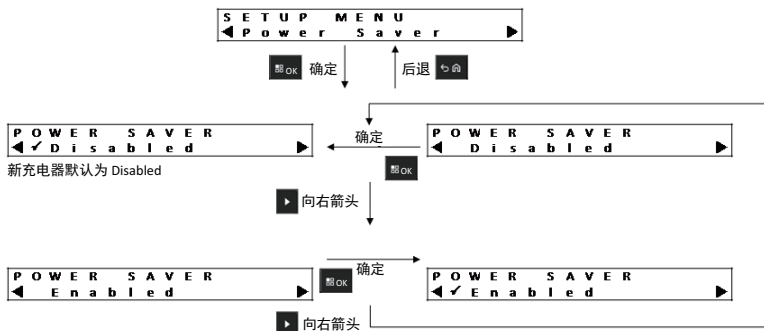 SETUP MENU
◀Power Saver ▶
OK 确定
后退
POWER SAVER
◀✓Disabled ▶
确定
OK
POWER SAVER
◀ Disabled ▶
新充电器默认为 Disabled
向右箭头
POWER SAVER
◀ Enabled ▶
OK 确定
POWER SAVER
◀✓Enabled ▶
向右箭头